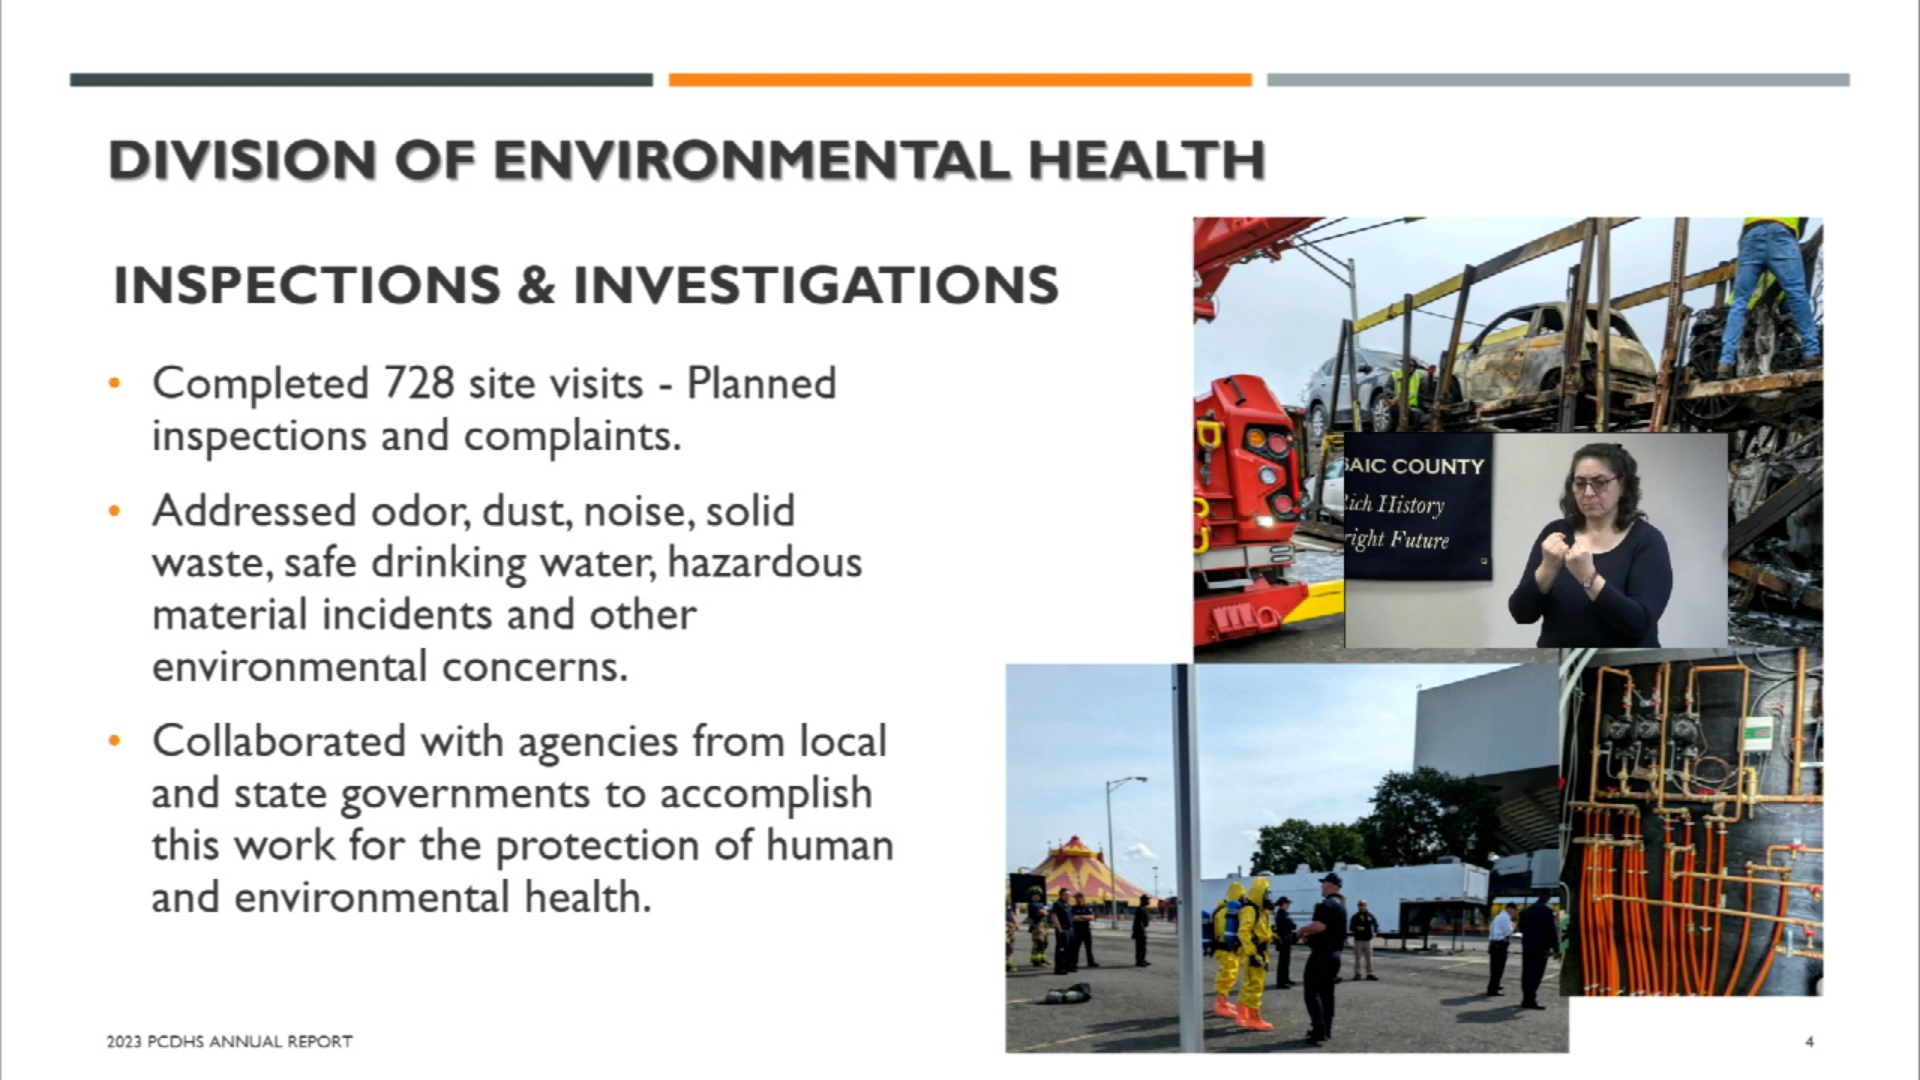 DIVISION OF ENVIRONMENTAL HEALTH
INSPECTIONS & INVESTIGATIONS
• Completed 728 site visits - Planned
inspections and complaints.
• Addressed odor, dust, noise, solid
waste, safe drinking water, hazardous
material incidents and other
environmental concerns.
• Collaborated with agencies from local
and state governments to accomplish
this work for the protection of human
and environmental health.
SAIC COUNTY
Rich History
right Future
2023 PCDHS ANNUAL REPORT
4